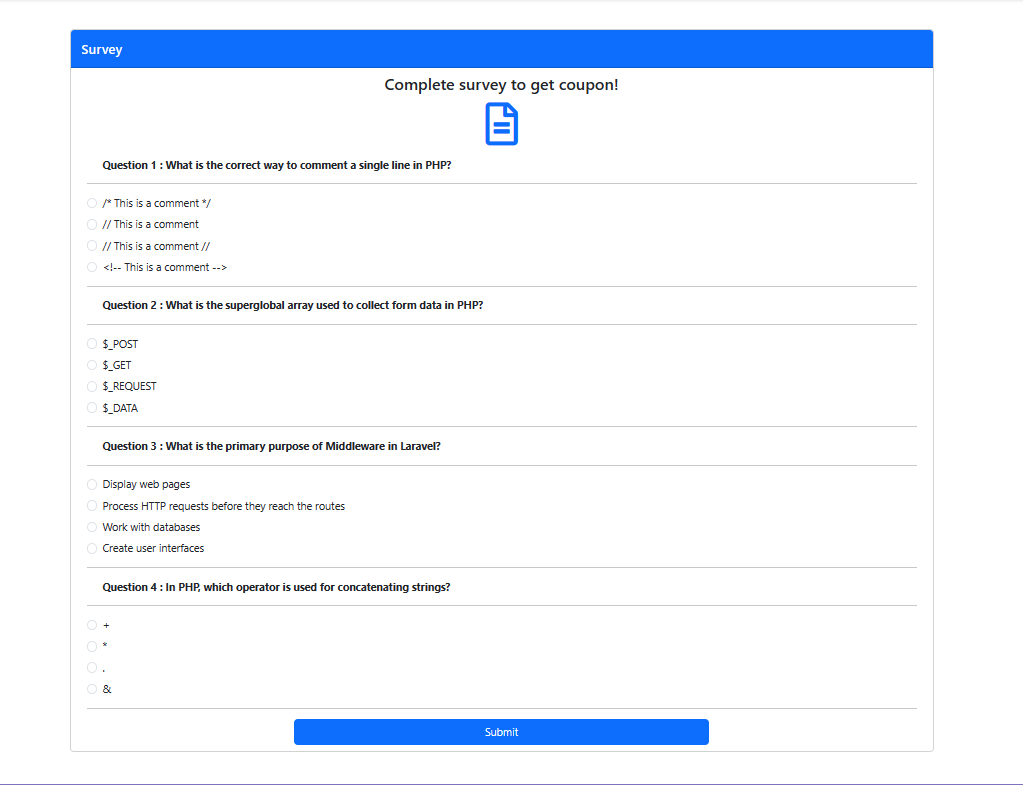 Survey
Complete survey to get coupon!
Question 1 : What is the correct way to comment a single line in PHP?
/* This is a comment */
// This is a comment
// This is a comment //
<!-- This is a comment -->
Question 2 : What is the superglobal array used to collect form data in PHP?
$_POST
$_GET
$_REQUEST
$_DATA
Question 3 : What is the primary purpose of Middleware in Laravel?
Display web pages
Process HTTP requests before they reach the routes
Work with databases
Create user interfaces
Question 4 : In PHP, which operator is used for concatenating strings?
+
*
.
&
Submit